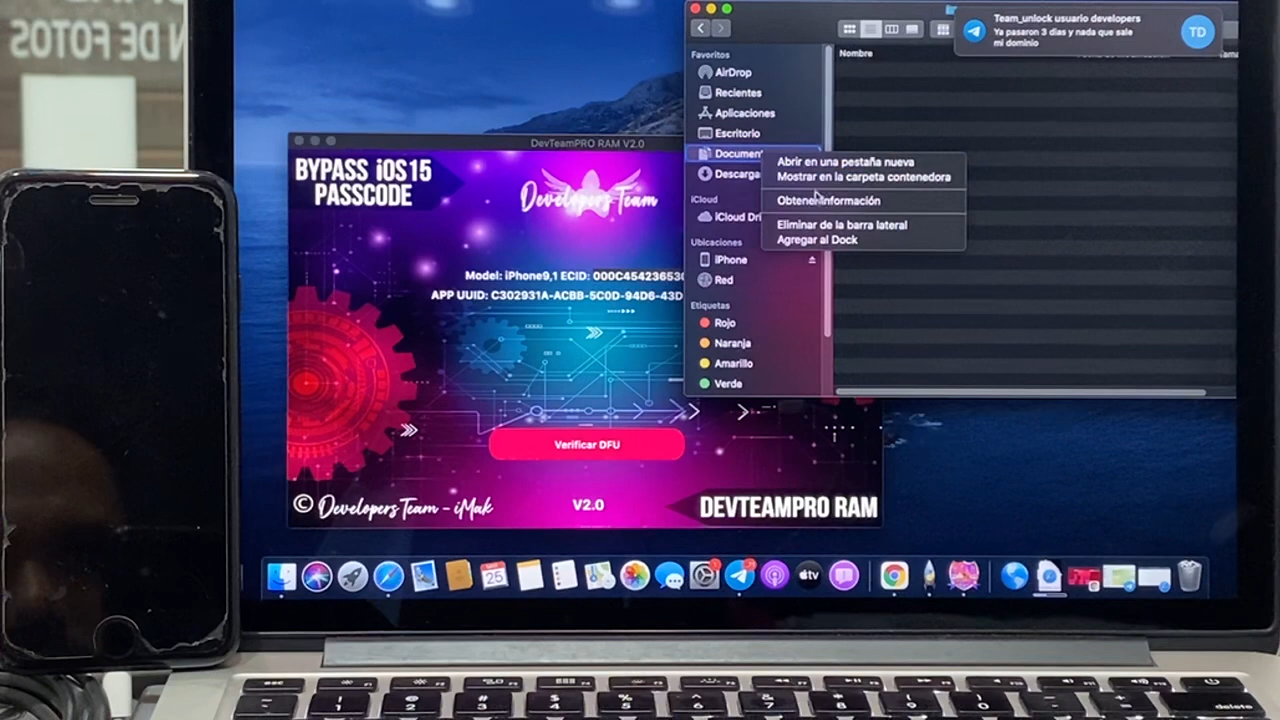 FOTOS
N DE
Team_unlock usuario developers
Ya pasaron 3 días y nada que sale
mi dominio
TD
Favoritos
Nombre
AirDrop
Recientes
Aplicaciones
Escritorio
Document
Descarga
Abrir en una pestaña nueva
Mostrar en la carpeta contenedora
Obtener información
Eliminar de la barra lateral
Agregar al Dock
iCloud
iCloud Dri
Ubicaciones
iPhone
Red
Etiquetas
Rojo
Naranja
Amarillo
Verde
DevTeamPRO RAM V2.0
BYPASS iOS15
PASSCODE
Developers Team
Model: iPhone9,1 ECID: 000C45423653
APP UUID: C302931A-ACBB-5C0D-94D6-43D
Verificar DFU
© Developers Team - iMak
V2.0
DEVTEAMPRO RAM
25
tv
esc
delete